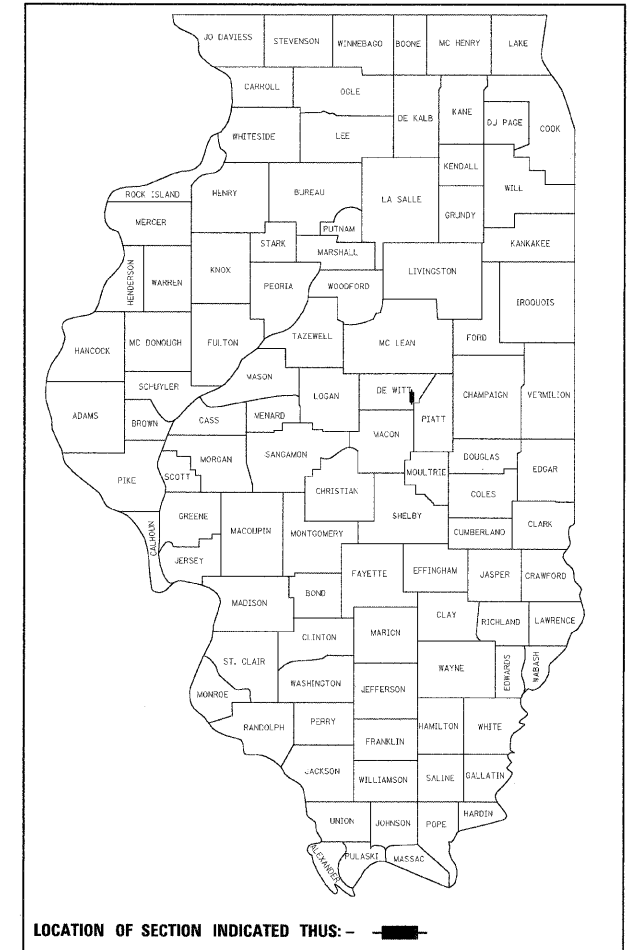 JO DAVIESS
STEVENSON
WINNEBAGO
BOONE
MC HENRY
LAKE
CARROLL
OGLE
DE KALB
KANE
DJ PAGE
COOK
WHITESIDE
LEE
KENDALL
WILL
ROCK ISLAND
HENRY
BUREAU
LA SALLE
GRUNDY
MERCER
PUTNAM
STARK
MARSHALL
KANKAKEE
HENDERSON
WARREN
KNOX
PEORIA
WOODFORD
LIVINGSTON
IROQUOIS
HANCOCK
MC DONOUGH
FULTON
TAZEWELL
MC LEAN
FORD
MASON
SCHUYLER
LOGAN
DE WITT
CHAMPAIGN
VERMILION
ADAMS
BROWN
CASS
MENARD
PIATT
MACON
MORGAN
SANGAMON
DOUGLAS
MOULTRIE
EDGAR
PIKE
SCOTT
CHRISTIAN
COLES
GREENE
MACOUPIN
MONTGOMERY
SHELBY
CUMBERLAND
CLARK
CALHOUN
JERSEY
FAYETTE
EFFINGHAM
JASPER
CRAWFORD
MADISON
BOND
CLAY
RICHLAND
LAWRENCE
CLINTON
MARION
ST. CLAIR
WAYNE
EDWARDS
WABASH
WASHINGTON
JEFFERSON
MONROE
RANDOLPH
PERRY
HAMILTON
WHITE
FRANKLIN
JACKSON
WILLIAMSON
SALINE
GALLATIN
UNION
JOHNSON
POPE
HARDIN
ALEXANDER
PULASKI
MASSAC
LOCATION OF SECTION INDICATED THUS: -